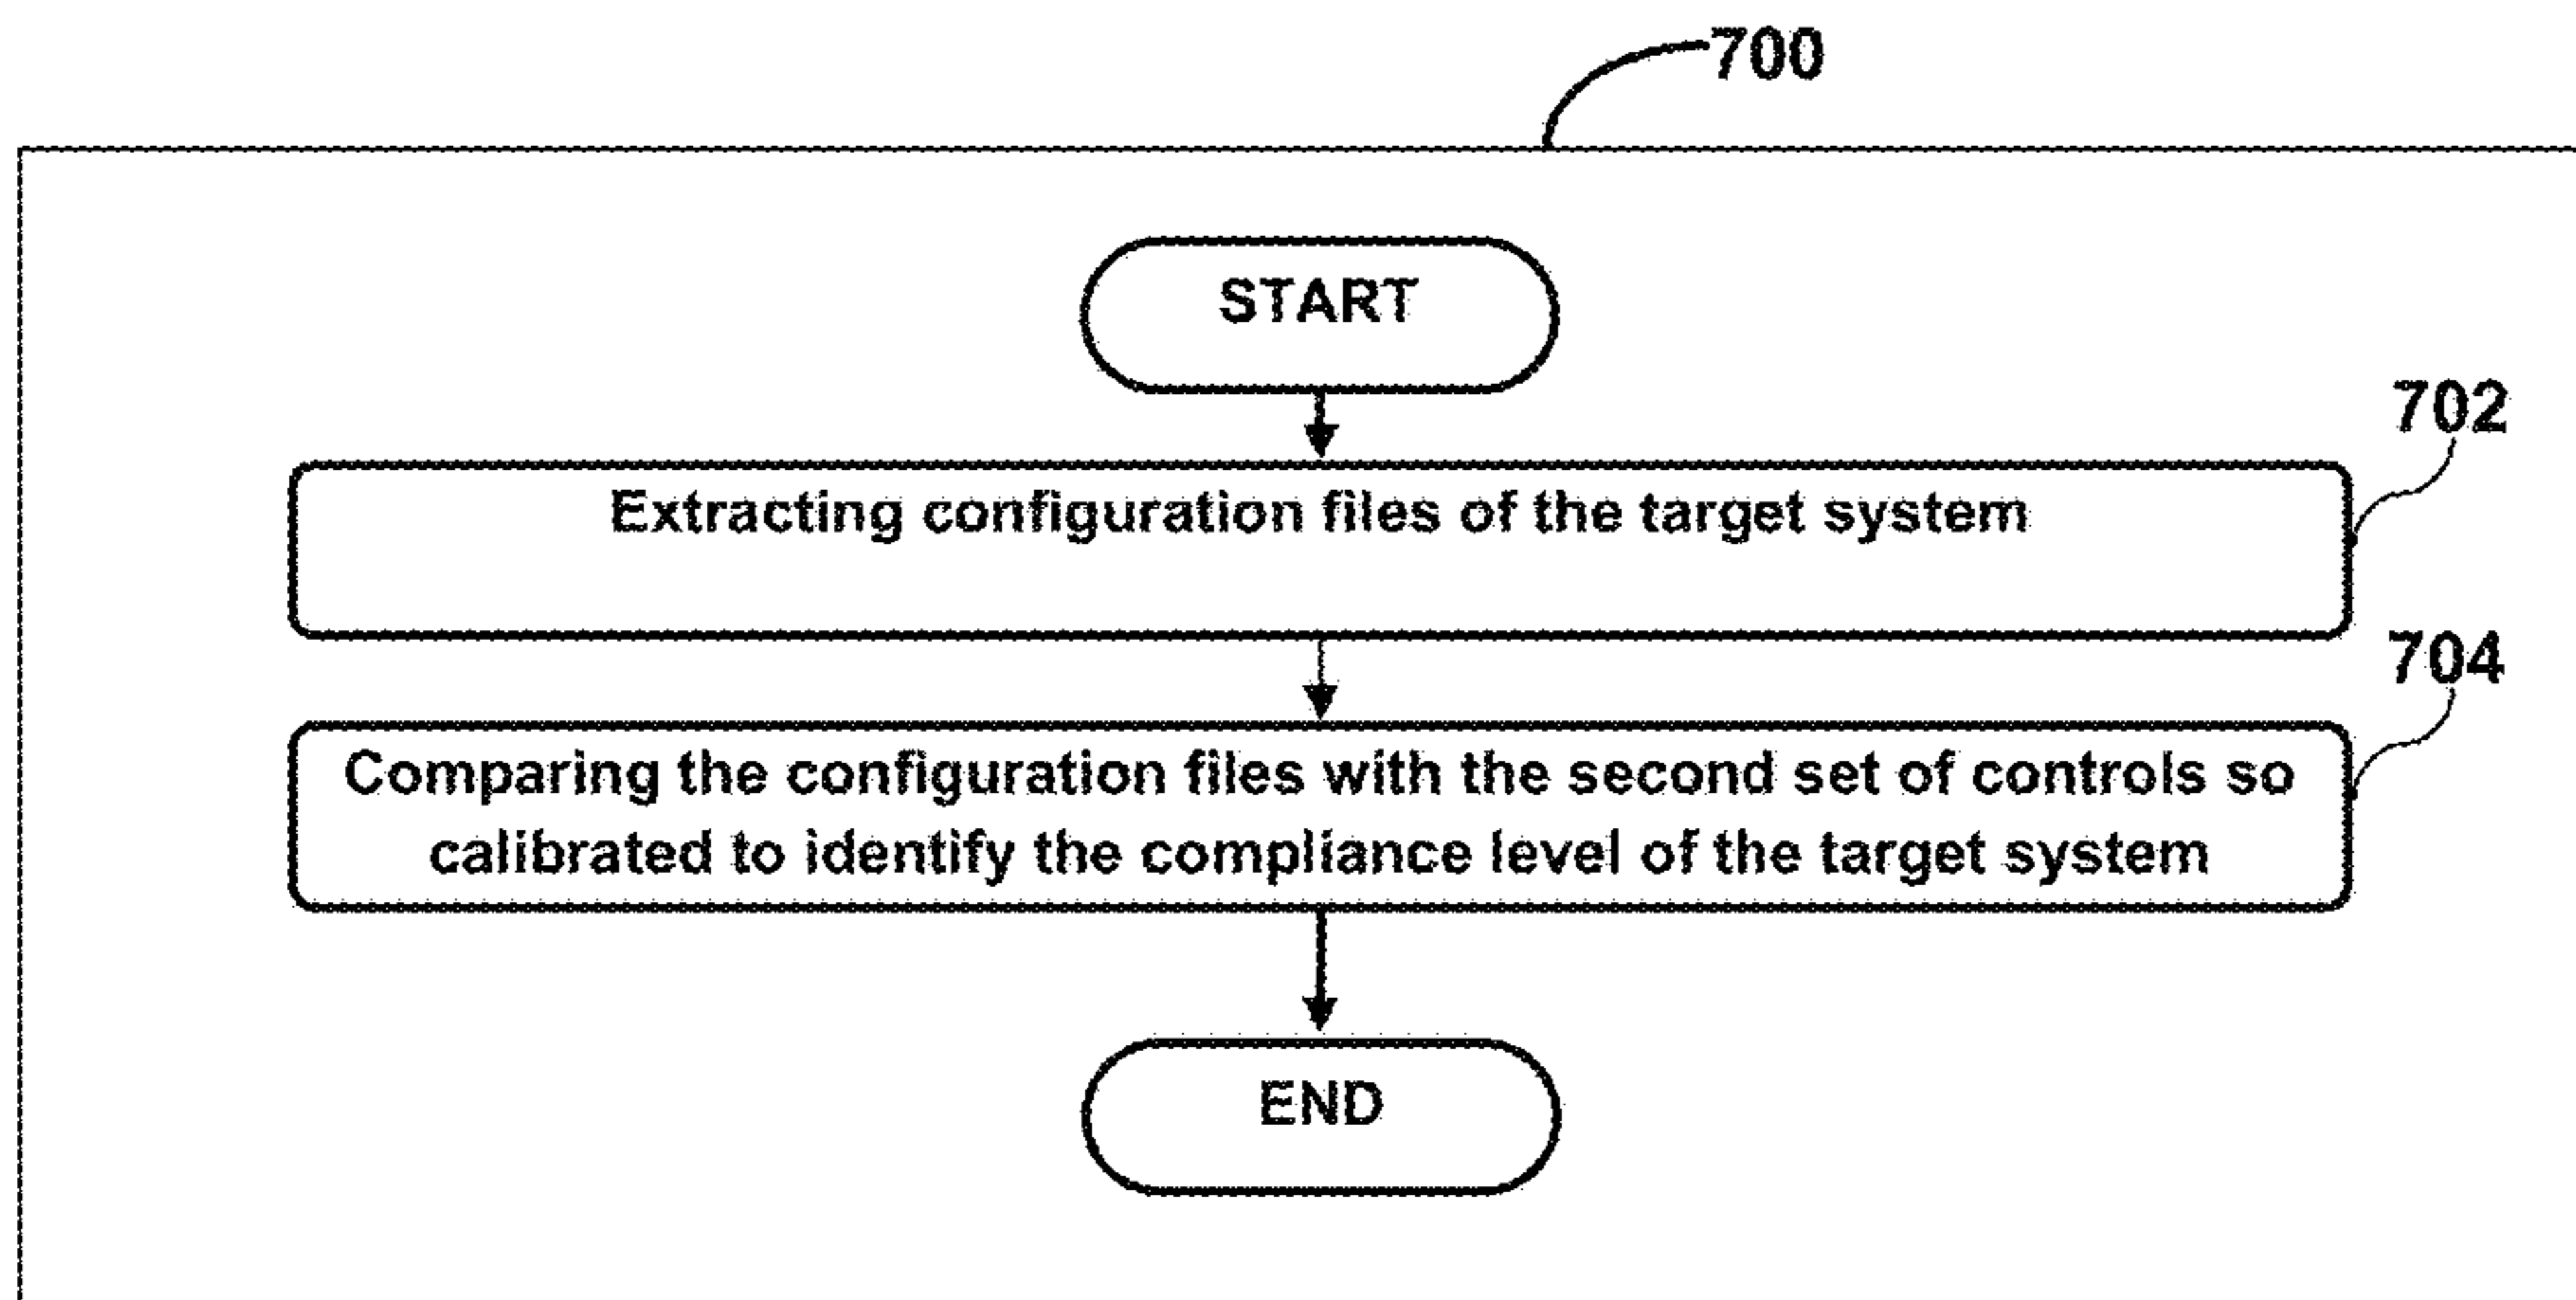 700
START
702
Extracting configuration files of the target system
704
Comparing the configuration files with the second set of controls so
calibrated to identify the compliance level of the target system
END